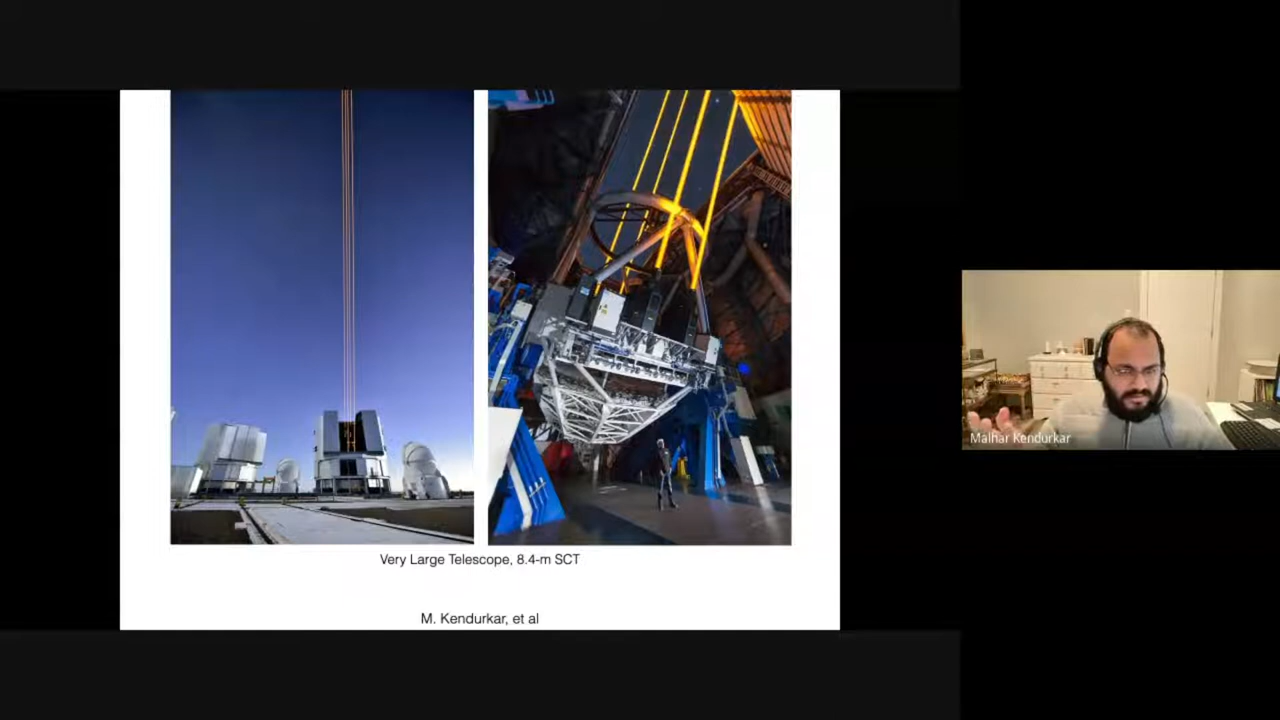 Very Large Telescope, 8.4-m SCT
M. Kendurkar, et al
Malhar Kendurkar